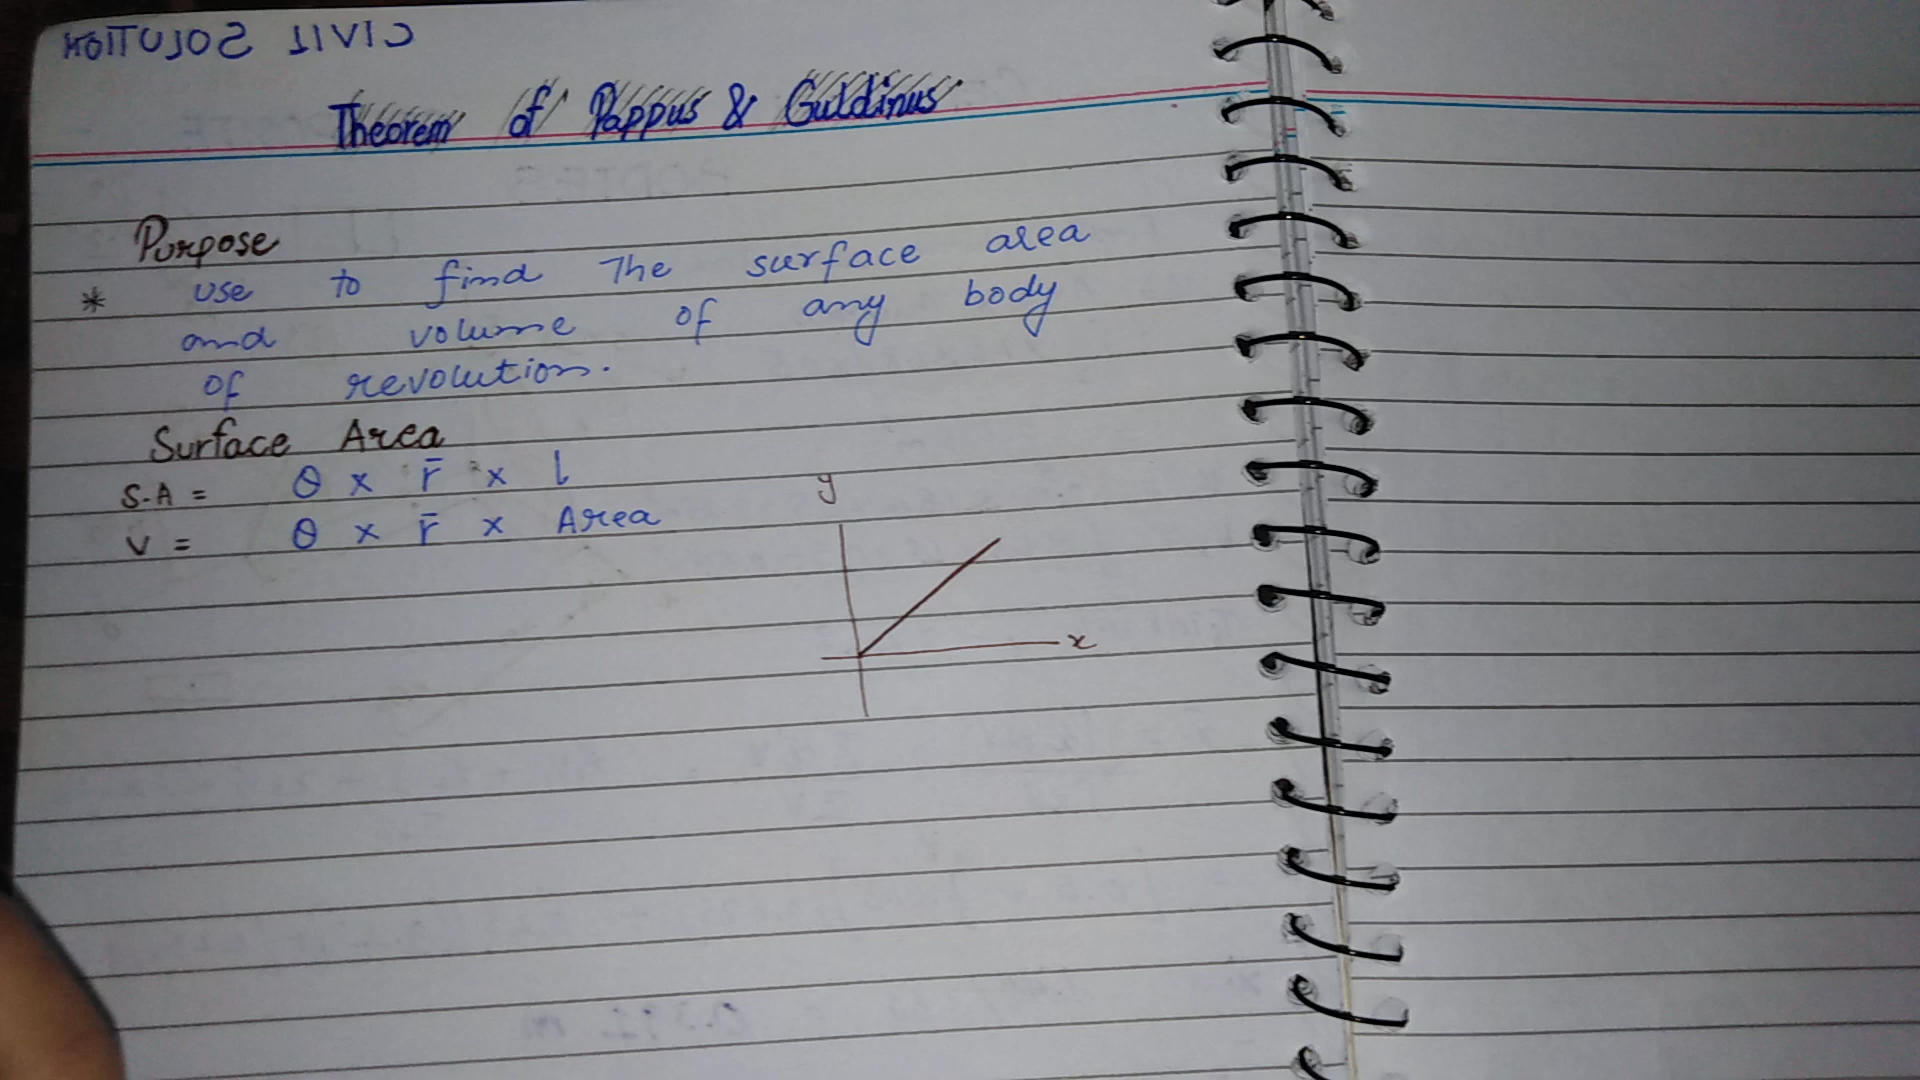 CIVIL SOLUTION
Theorem of Pappus & Guldinus
Purpose
* use to find The surface area
and volume of any body
of revolution.
Surface Area
S.A = θ x r̄ x l
V = θ x r̄ x Area
y
x